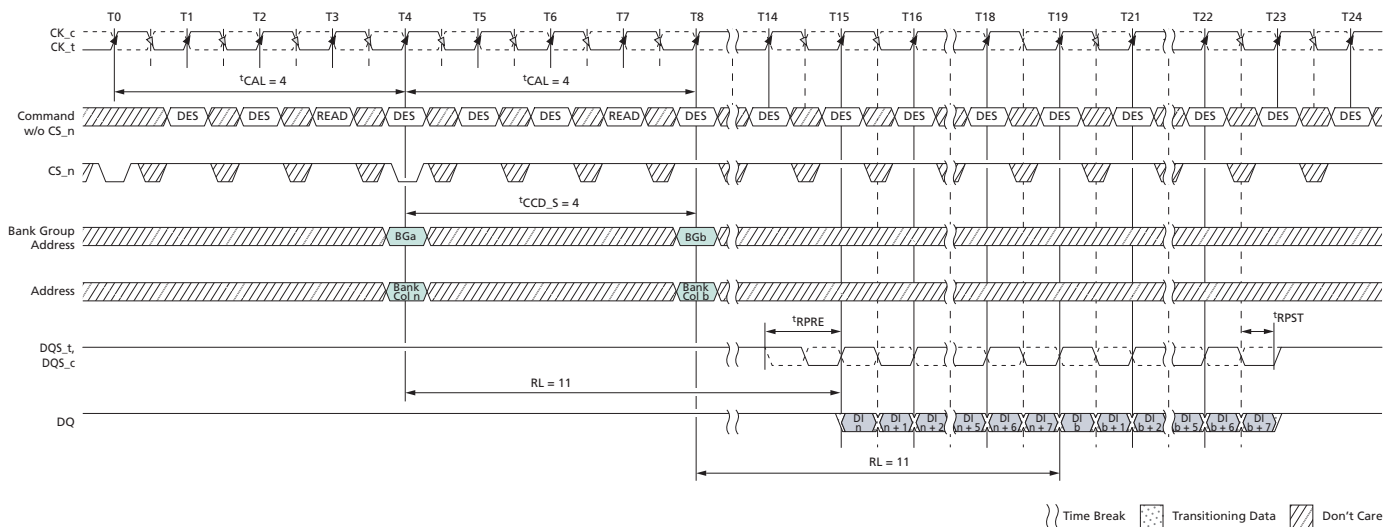 T0 T1 T2 T3 T4 T5 T6 T7 T8 T14 T15 T16 T18 T19 T21 T22 T23 T24
CK_c
CK_t
tCAL = 4 tCAL = 4
Command
w/o CS_n
DES DES READ DES DES DES READ DES DES DES DES DES DES DES DES DES DES
CS_n
tCCD_S = 4
Bank Group
Address
BGa BGb
Address
Bank
Col n
Bank
Col b
tRPRE tRPST
DQS_t,
DQS_c
RL = 11
DQ
DI
n
DI
n + 1
DI
n + 2
DI
n + 5
DI
n + 6
DI
n + 7
DI
b
DI
b + 1
DI
b + 2
DI
b + 5
DI
b + 6
DI
b + 7
RL = 11
Time Break Transitioning Data Don't Care